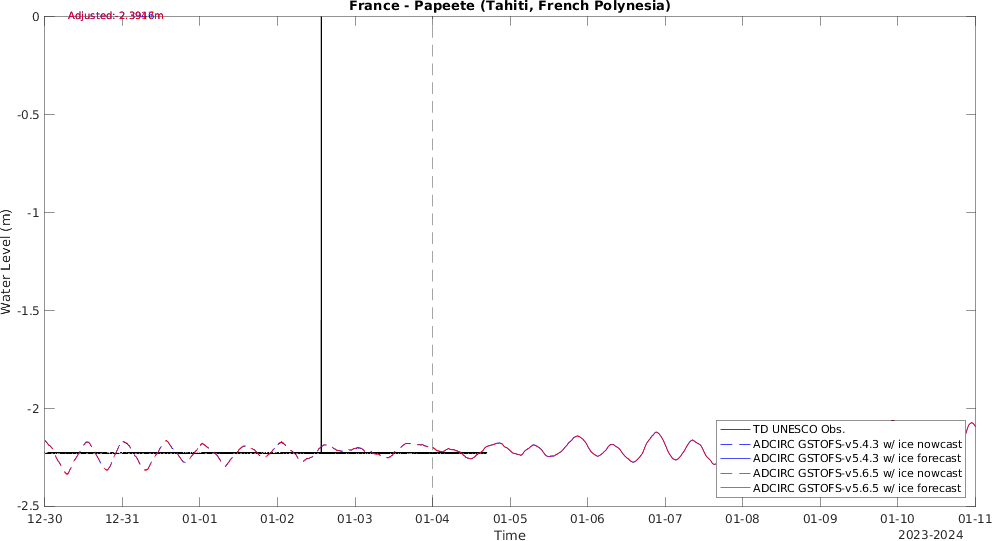 France - Papeete (Tahiti, French Polynesia)
Adjusted:
0
-0.5
-1
-1.5
-2
-2.5
Water Level (m)
TD UNESCO Obs.
ADCIRC GSTOFS-v5.4.3 w/ ice nowcast
ADCIRC GSTOFS-v5.4.3 w/ ice forecast
ADCIRC GSTOFS-v5.6.5 w/ ice nowcast
ADCIRC GSTOFS-v5.6.5 w/ ice forecast
12-30 12-31 01-01 01-02 01-03 01-04 01-05 01-06 01-07 01-08 01-09 01-10 01-11
Time
2023-2024